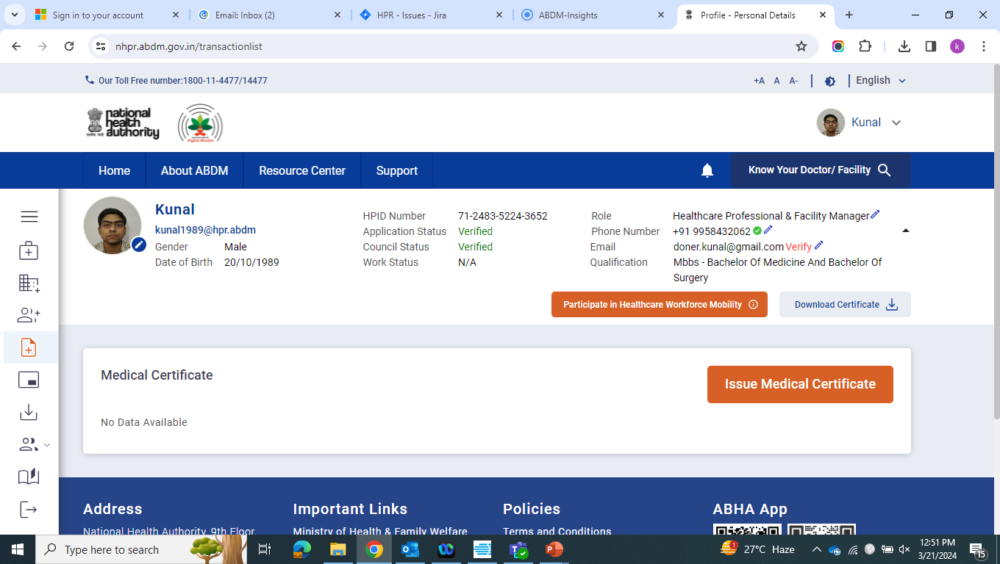 Sign in to your account
Email: Inbox (2)
HPR - Issues - Jira
ABDM-Insights
Profile - Personal Details
nhpr.abdm.gov.in/transactionlist
k
Our Toll Free number:1800-11-4477/14477
+A A A-
English
national
health
authority
Digital Mission
Kunal
Home
About ABDM
Resource Center
Support
Know Your Doctor/ Facility
Kunal
kunal1989@hpr.abdm
Gender Male
Date of Birth 20/10/1989
HPID Number 71-2483-5224-3652
Application Status Verified
Council Status Verified
Work Status N/A
Role Healthcare Professional & Facility Manager
Phone Number +91 9958432062
Email doner.kunal@gmail.com Verify
Qualification Mbbs - Bachelor Of Medicine And Bachelor Of
Surgery
Participate in Healthcare Workforce Mobility
Download Certificate
Medical Certificate
Issue Medical Certificate
No Data Available
Address
Important Links
Policies
ABHA App
National Health Authority, 9th Floor,
Ministry of Health & Family Welfare
Terms and Conditions
Type here to search
1
27°C Haze
12:51 PM
3/21/2024
15